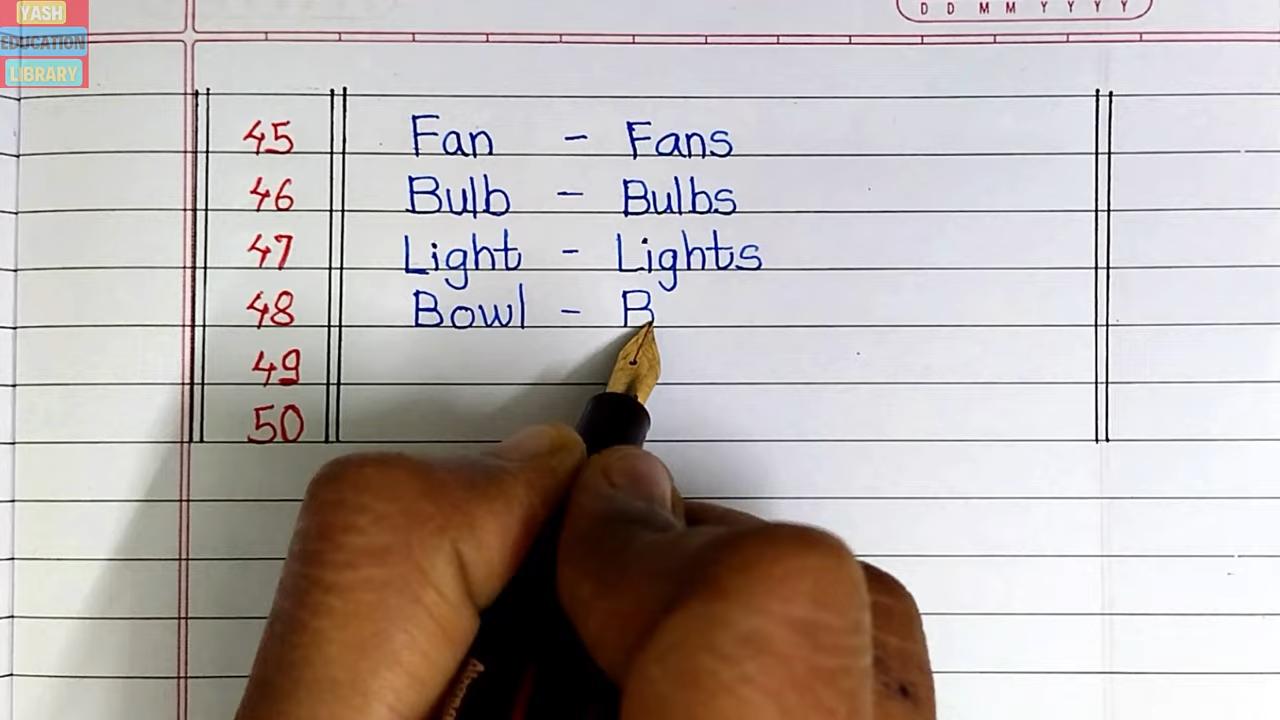 YASH
EDUCATION
LIBRARY
D D M M Y Y Y Y
45 Fan - Fans
46 Bulb - Bulbs
47 Light - Lights
48 Bowl - B
49
50